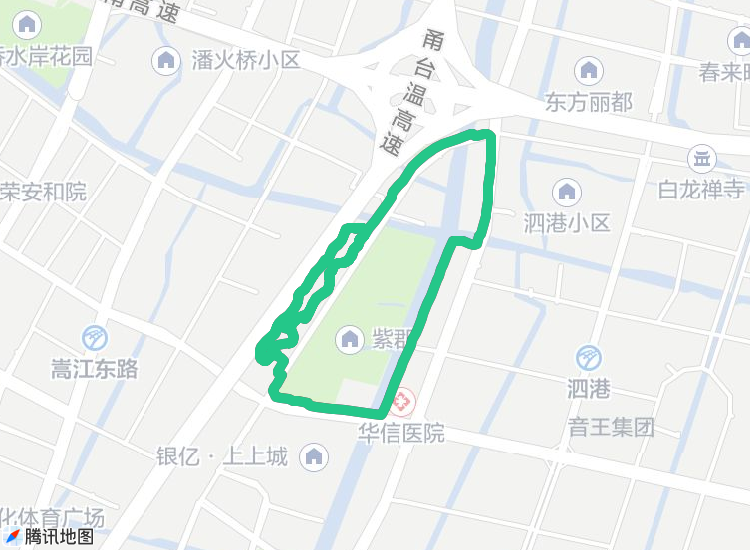 甬高速
桥水岸花园
潘火桥小区
甬台温高速
春来
东方丽都
荣安和院
白龙禅寺
泗港小区
紫郡
嵩江东路
泗港
华信医院
音王集团
银亿·上上城
化体育广场
腾讯地图